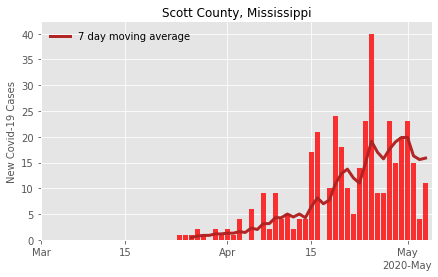 Scott County, Mississippi
7 day moving average
New Covid-19 Cases
40
35
30
25
20
15
10
5
0
Mar 15 Apr 15 May
2020-May